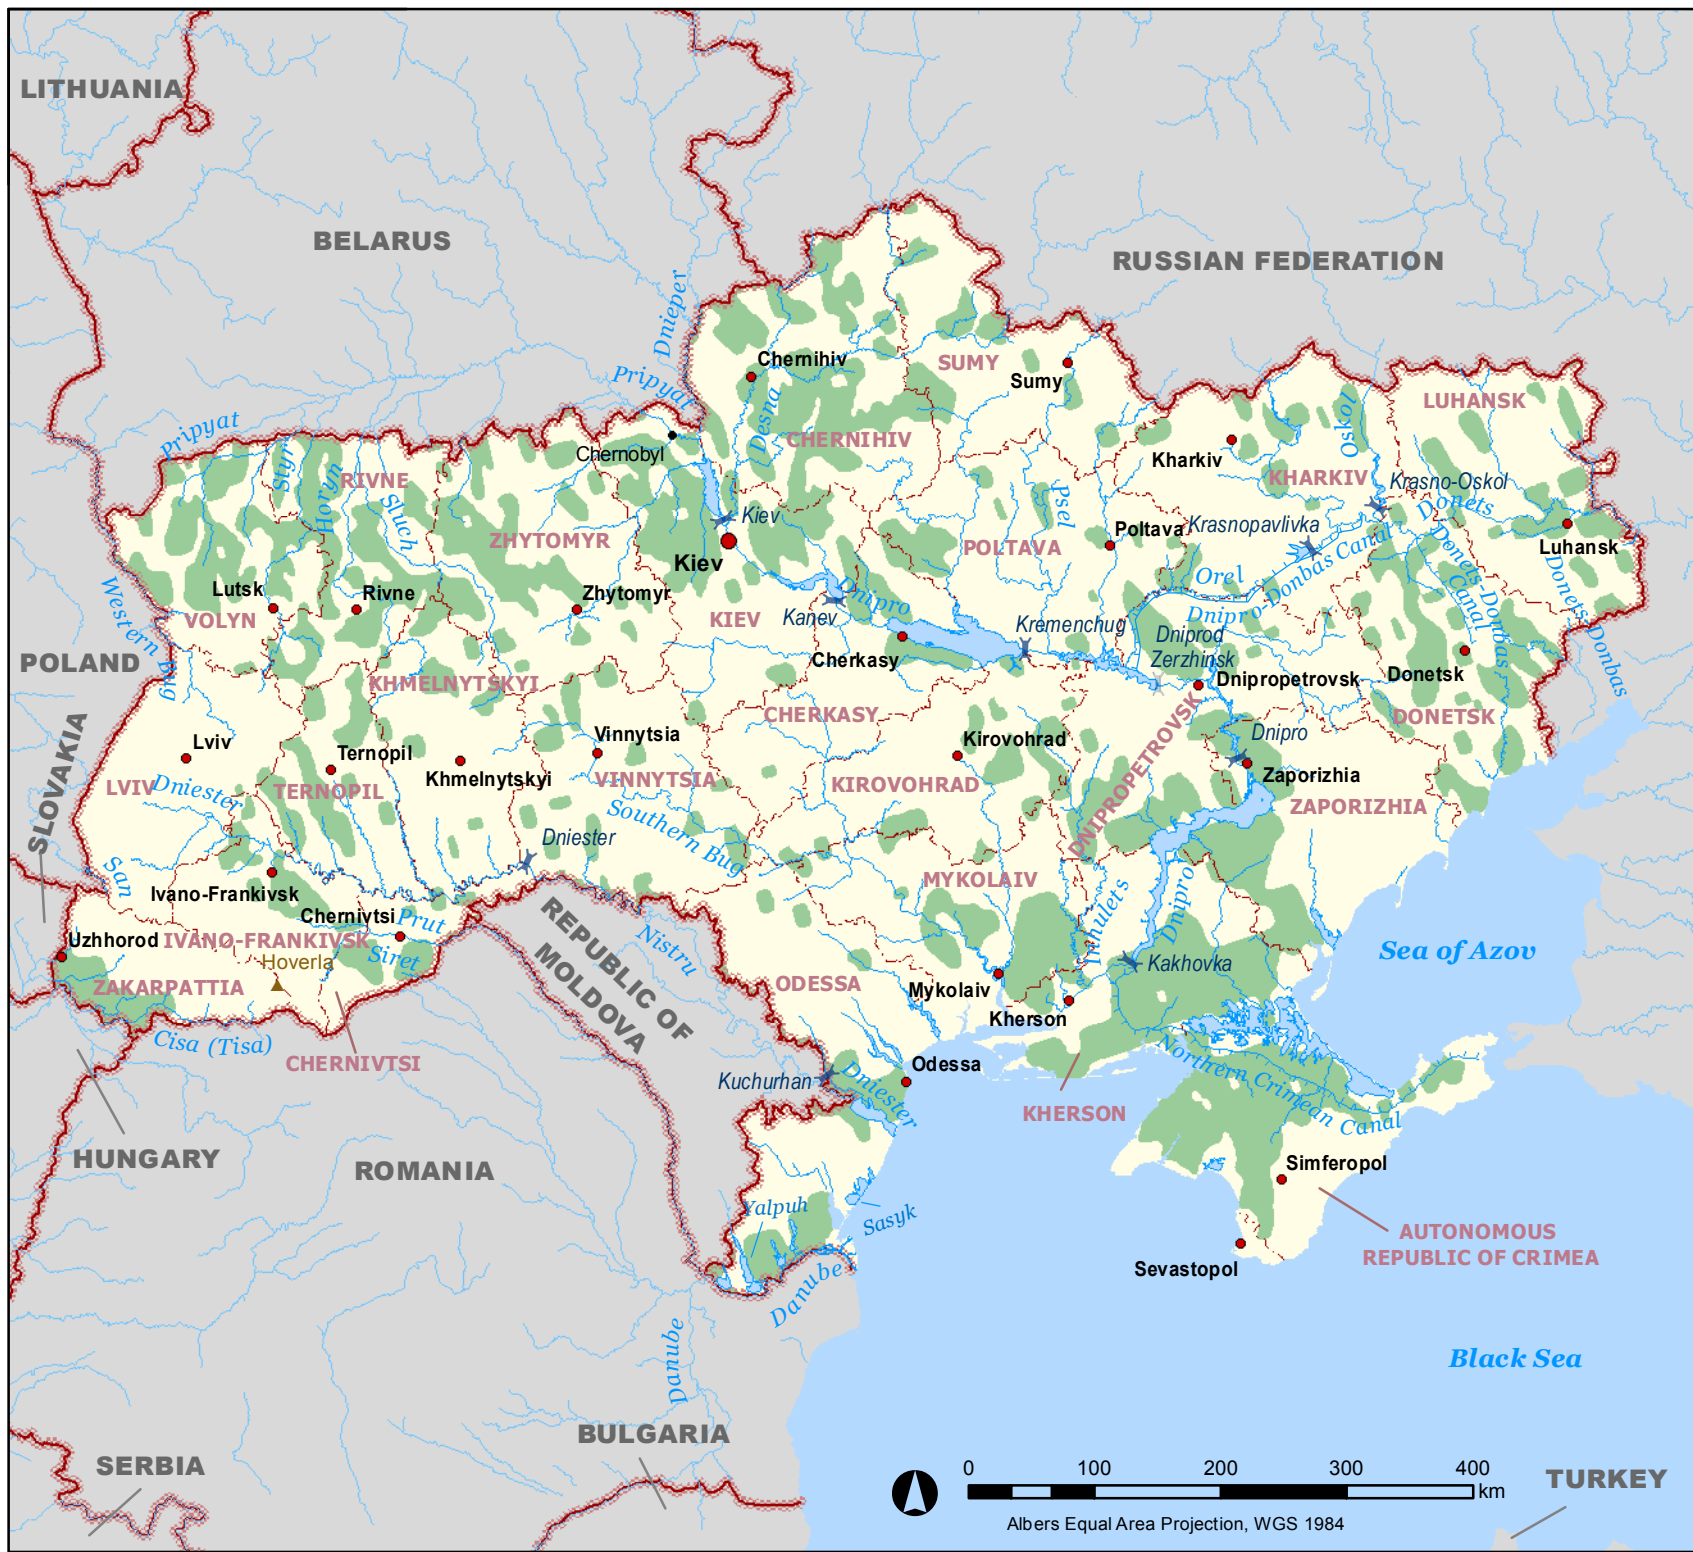 LITHUANIA
BELARUS
RUSSIAN FEDERATION
Dnieper
Pripyat
Pripyat
Chernihiv
Desna
SUMY
Sumy
CHERNIHIV
LUHANSK
Oskol
Kharkiv
KHARKIV
Krasno-Oskol
Donets
Chernobyl
Styr
Horyn
RIVNE
Sluch
Kiev
Kiev
ZHYTOMYR
Psel
Poltava
POLTAVA
Krasnopavlivka
Luhansk
Donets-Donbas
Canal
Donets-Donbas
Dnipro-Donbas Canal
Orel
Western Bug
Lutsk
Rivne
VOLYN
Zhytomyr
KIEV
Kanev
Dnipro
Cherkasy
Kremenchug
Dniprod
Zerzhinsk
POLAND
KHMELNYTSKYI
CHERKASY
Dnipropetrovsk
Donetsk
DONETSK
DNIPROPETROVSK
SLOVAKIA
Lviv
LVIV
Dniester
Ternopil
TERNOPIL
Khmelnytskyi
Vinnytsia
VINNYTSIA
Southern Bug
Kirovohrad
KIROVOHRAD
Dnipro
Zaporizhia
ZAPORIZHIA
Dniester
San
Ivano-Frankivsk
Chernivtsi
Prut
Siret
Uzhhorod
IVANO-FRANKIVSK
Hoverla
ZAKARPATTIA
Cisa (Tisa)
CHERNIVTSI
REPUBLIC OF
MOLDOVA
Nistru
MYKOLAIV
Inhulets
Dnipro
Kakhovka
Sea of Azov
ODESSA
Mykolaiv
Kherson
Odessa
Kuchurhan
Dniester
KHERSON
Northern Crimean Canal
HUNGARY
ROMANIA
Simferopol
Yalpuh
Sasyk
Danube
Sevastopol
AUTONOMOUS
REPUBLIC OF CRIMEA
Danube
Black Sea
BULGARIA
SERBIA
TURKEY
0 100 200 300 400
km
Albers Equal Area Projection, WGS 1984